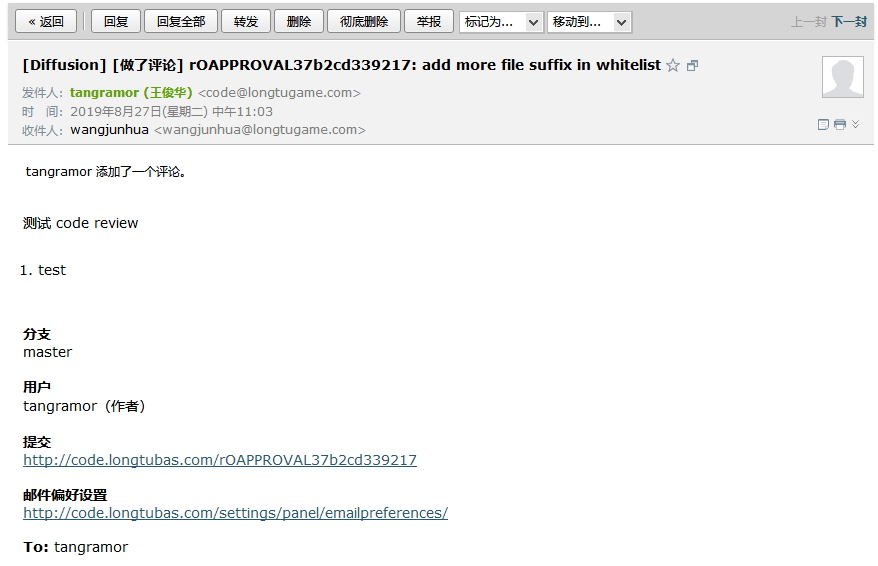 « 返回 回复 回复全部 转发 删除 彻底删除 举报 标记为... 移动到... 上一封 下一封
[Diffusion] [做了评论] rOAPPROVAL37b2cd339217: add more file suffix in whitelist
发件人: tangramor (王俊华) <code@longtugame.com>
时 间: 2019年8月27日(星期二) 中午11:03
收件人: wangjunhua <wangjunhua@longtugame.com>
tangramor 添加了一个评论。
测试 code review
1. test
分支
master
用户
tangramor（作者）
提交
http://code.longtubas.com/rOAPPROVAL37b2cd339217
邮件偏好设置
http://code.longtubas.com/settings/panel/emailpreferences/
To: tangramor